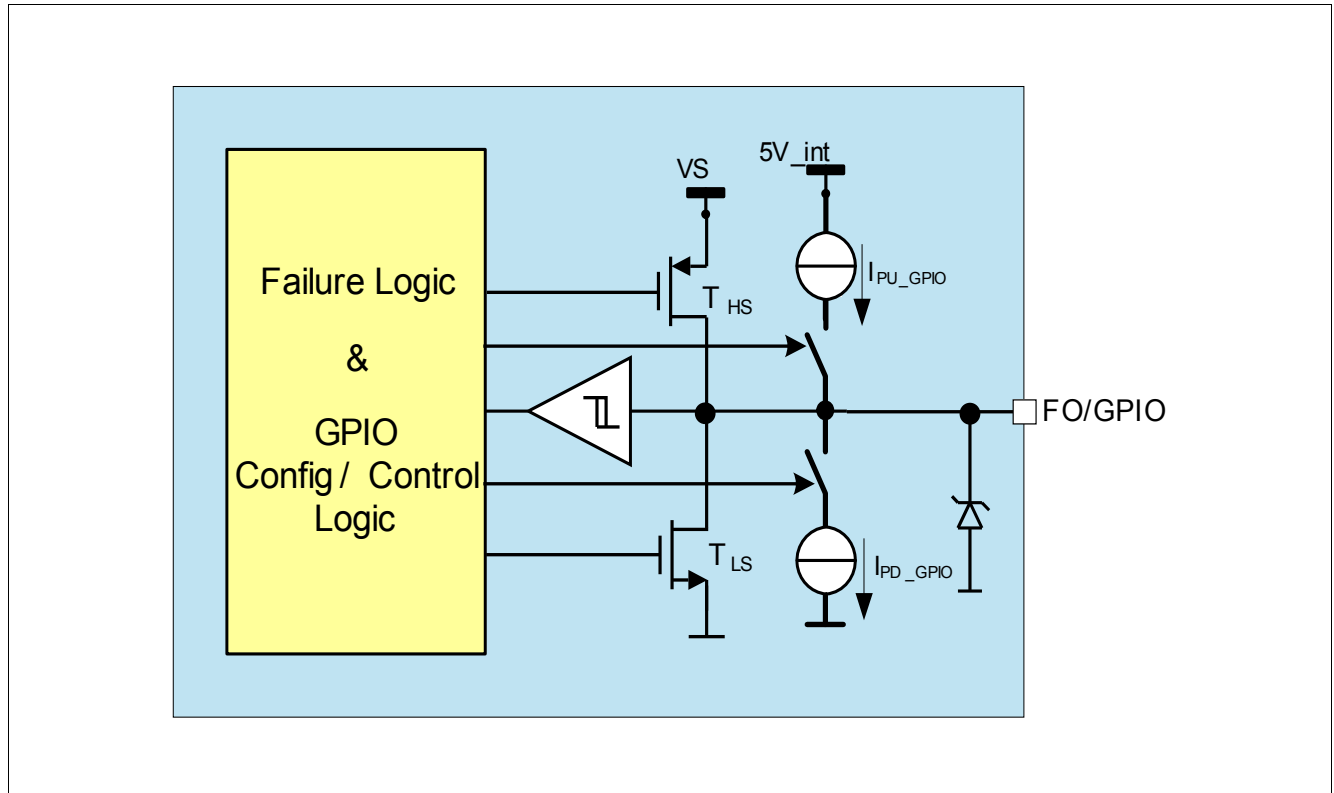 Failure Logic
&
GPIO
Config / Control
Logic
VS
5V_int
T HS
I PU_GPIO
FO/GPIO
T LS
I PD_GPIO